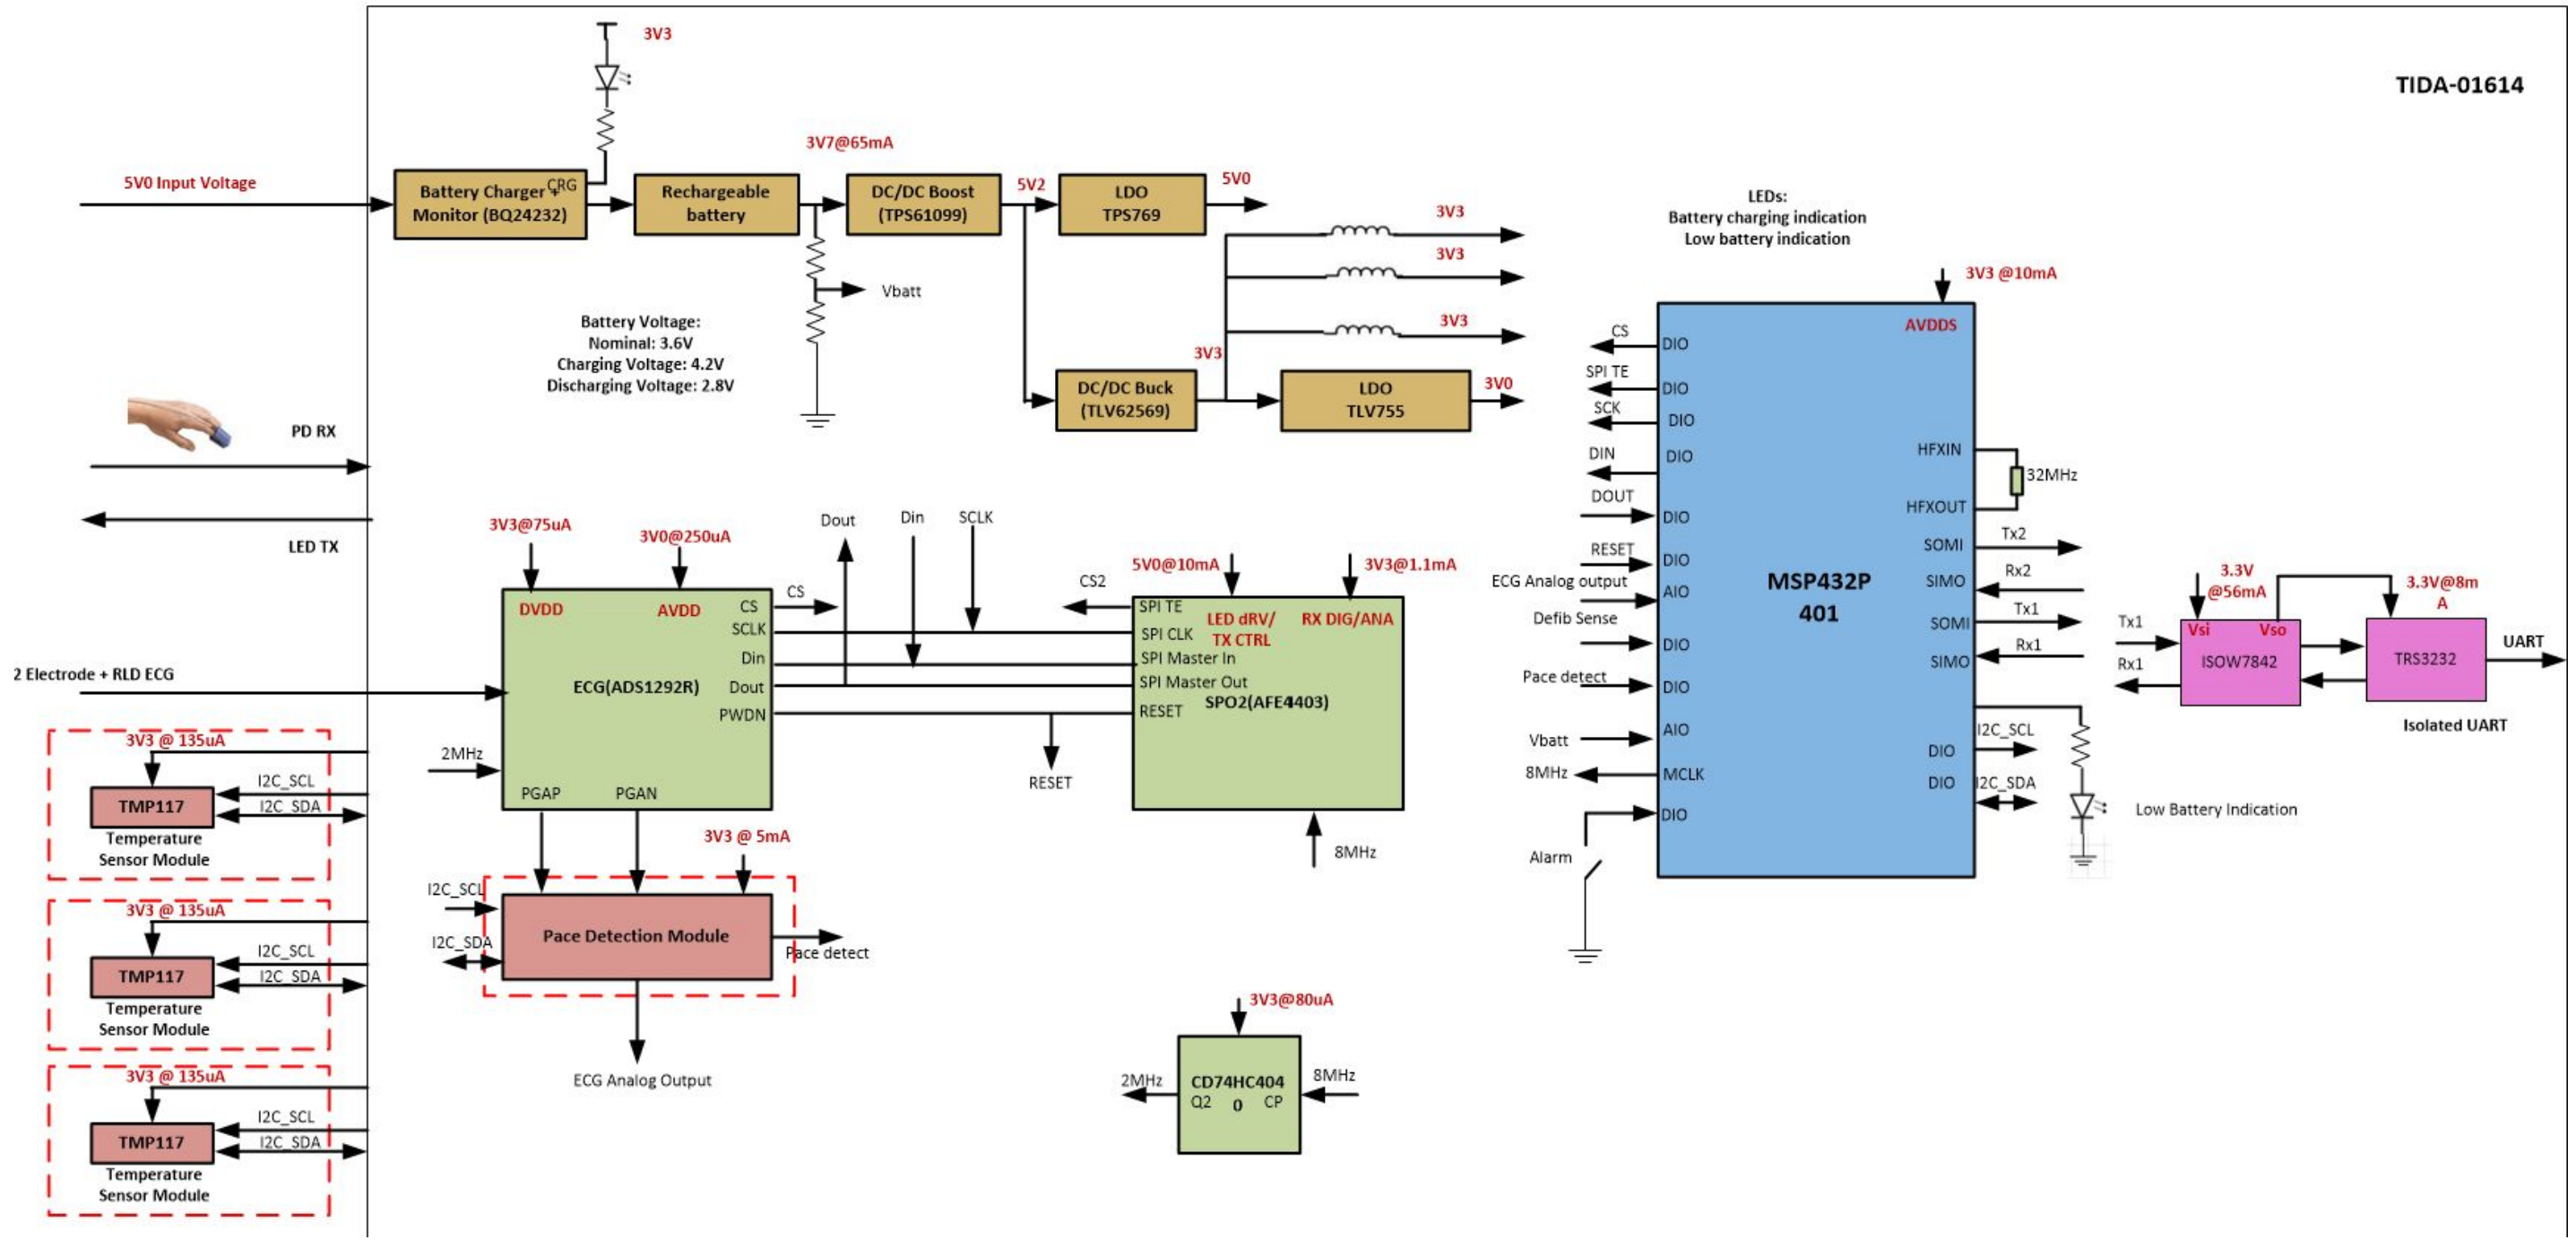 TIDA-01614
3V3
5V0 Input Voltage
CRG
Battery Charger +
Monitor (BQ24232)
Rechargeable
battery
3V7@65mA
DC/DC Boost
(TPS61099)
5V2
LDO
TPS769
5V0
Vbatt
Battery Voltage:
Nominal: 3.6V
Charging Voltage: 4.2V
Discharging Voltage: 2.8V
3V3
3V3
3V3
3V3
DC/DC Buck
(TLV62569)
LDO
TLV755
3V0
LEDs:
Battery charging indication
Low battery indication
PD RX
LED TX
2 Electrode + RLD ECG
3V3@75uA
3V0@250uA
DVDD
AVDD
CS
SCLK
Din
Dout
PWDN
ECG(ADS1292R)
PGAP
PGAN
2MHz
CS
Dout
Din
SCLK
RESET
CS2
5V0@10mA
3V3@1.1mA
SPI TE
SPI CLK
SPI Master In
SPI Master Out
RESET
LED dRV/
TX CTRL
RX DIG/ANA
SPO2(AFE4403)
8MHz
3V3 @ 5mA
I2C_SCL
I2C_SDA
Pace Detection Module
Pace detect
ECG Analog Output
3V3@80uA
2MHz
CD74HC404
0
Q2
CP
8MHz
3V3 @ 135uA
I2C_SCL
I2C_SDA
TMP117
Temperature
Sensor Module
3V3 @ 135uA
I2C_SCL
I2C_SDA
TMP117
Temperature
Sensor Module
3V3 @ 135uA
I2C_SCL
I2C_SDA
TMP117
Temperature
Sensor Module
3V3 @10mA
AVDDS
MSP432P
401
CS
DIO
SPI TE
DIO
SCK
DIO
DIN
DIO
DOUT
DIO
RESET
DIO
ECG Analog output
AIO
Defib Sense
DIO
Pace detect
DIO
Vbatt
AIO
8MHz
MCLK
Alarm
DIO
HFXIN
32MHz
HFXOUT
SOMI
Tx2
SIMO
Rx2
SOMI
Tx1
SIMO
Rx1
DIO
I2C_SCL
DIO
I2C_SDA
Low Battery Indication
Tx1
Rx1
3.3V
@56mA
Vsi
Vso
ISOW7842
3.3V@8m
A
TRS3232
UART
Isolated UART